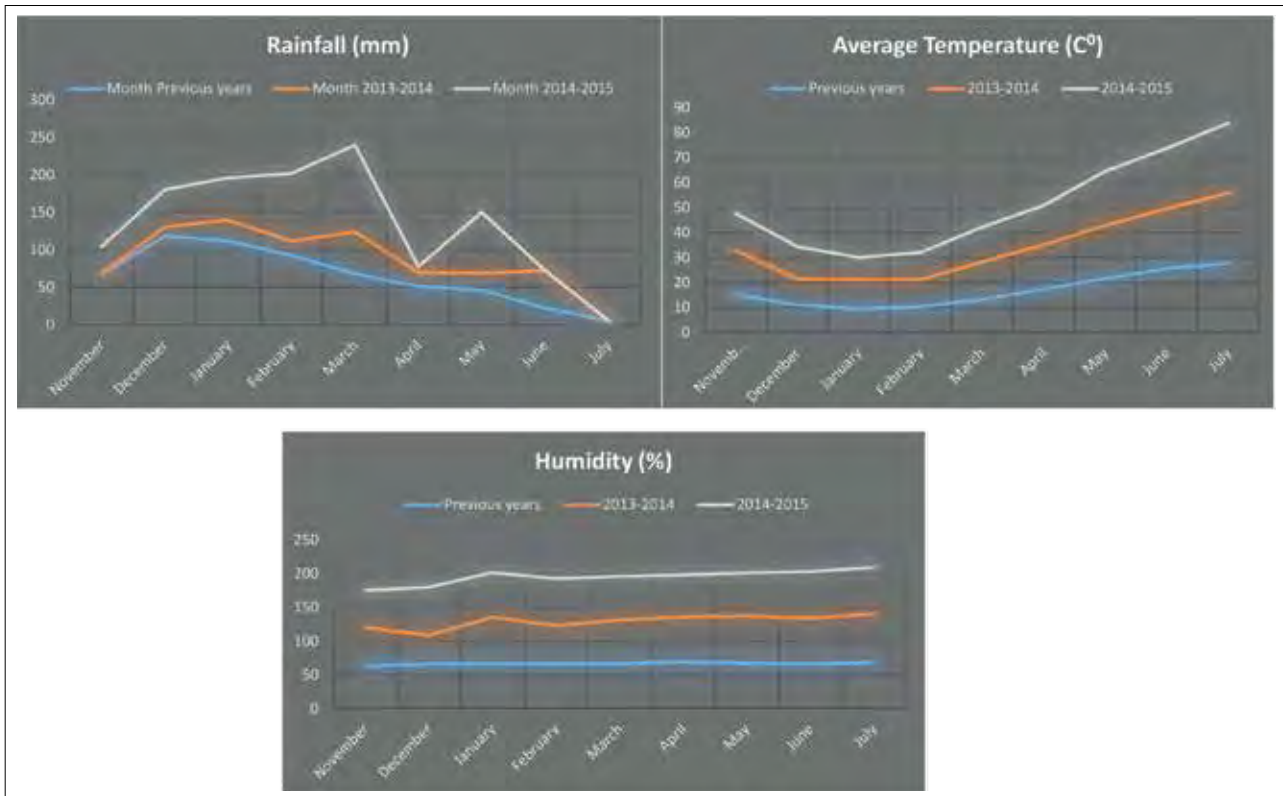 Rainfall (mm)
Month Previous years Month 2013-2014 Month 2014-2015
300
250
200
150
100
50
0
November
December
January
February
March
April
May
June
July
Average Temperature (C⁰)
Previous years 2013-2014 2014-2015
90
80
70
60
50
40
30
20
10
0
Novemb...
December
January
February
March
April
May
June
July
Humidity (%)
Previous years 2013-2014 2014-2015
250
200
150
100
50
0
November
December
January
February
March
April
May
June
July